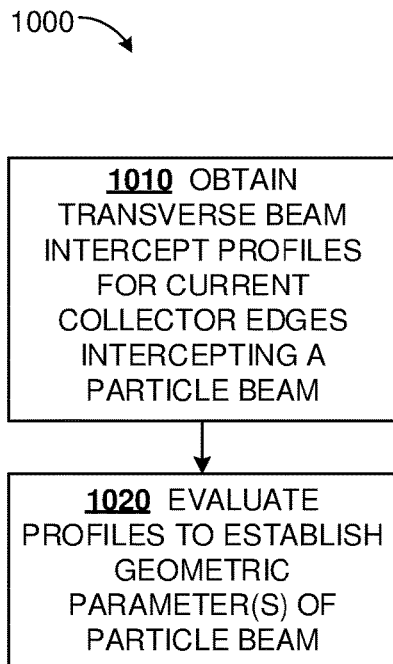 1000
1010 OBTAIN
TRANSVERSE BEAM
INTERCEPT PROFILES
FOR CURRENT
COLLECTOR EDGES
INTERCEPTING A
PARTICLE BEAM
1020 EVALUATE
PROFILES TO ESTABLISH
GEOMETRIC
PARAMETER(S) OF
PARTICLE BEAM